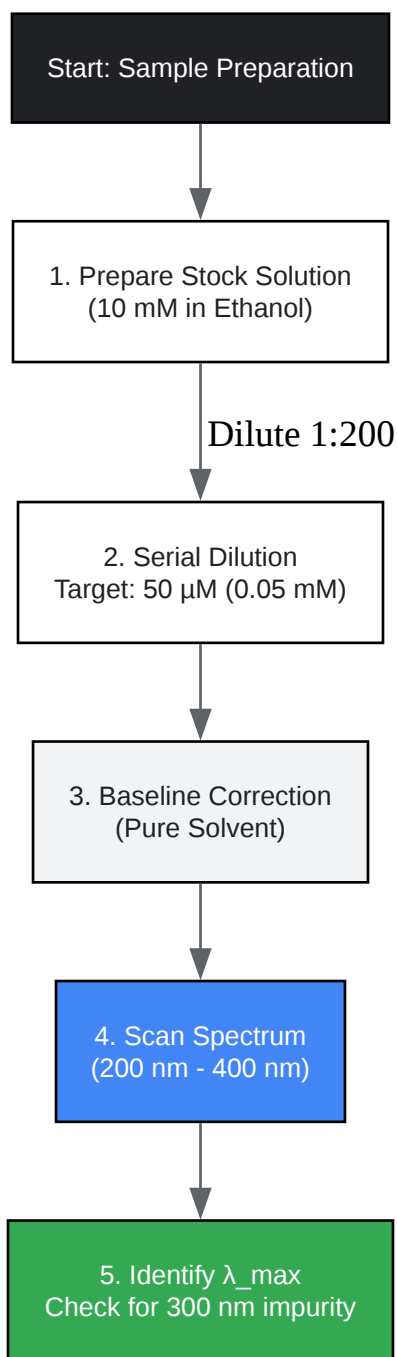 Start: Sample Preparation
1. Prepare Stock Solution
(10 mM in Ethanol)
Dilute 1:200
2. Serial Dilution
Target: 50 µM (0.05 mM)
3. Baseline Correction
(Pure Solvent)
4. Scan Spectrum
(200 nm - 400 nm)
5. Identify λ_max
Check for 300 nm impurity